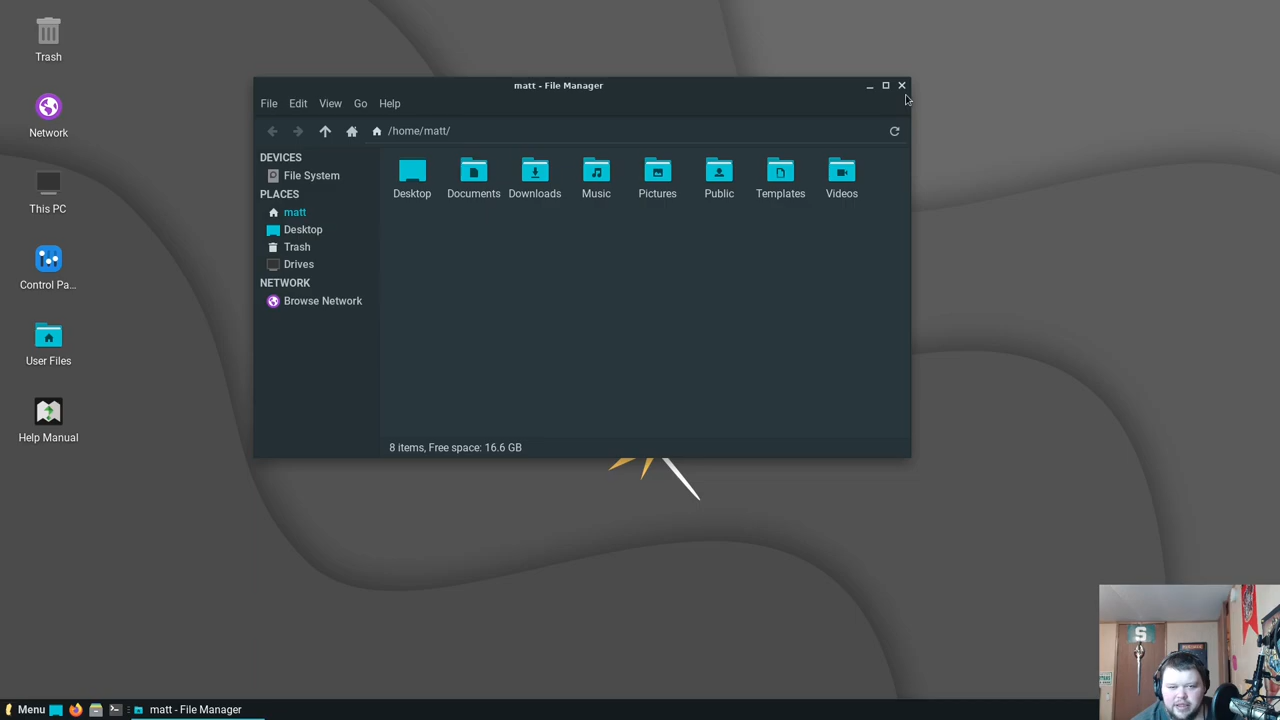 Trash
Network
This PC
Control Pa...
User Files
Help Manual
matt - File Manager
File Edit View Go Help
/home/matt/
DEVICES
File System
PLACES
matt
Desktop
Trash
Drives
NETWORK
Browse Network
Desktop Documents Downloads Music Pictures Public Templates Videos
8 items, Free space: 16.6 GB
S
Menu matt - File Manager